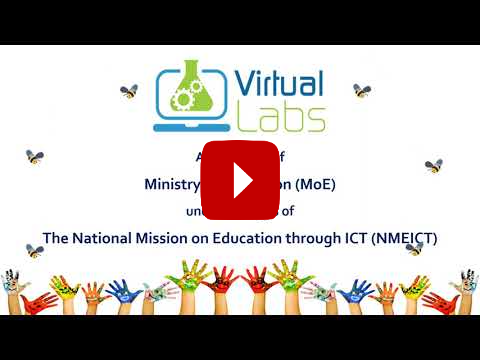 Virtual
Labs
A f
Ministry on (MoE)
un of
The National Mission on Education through ICT (NMEICT)